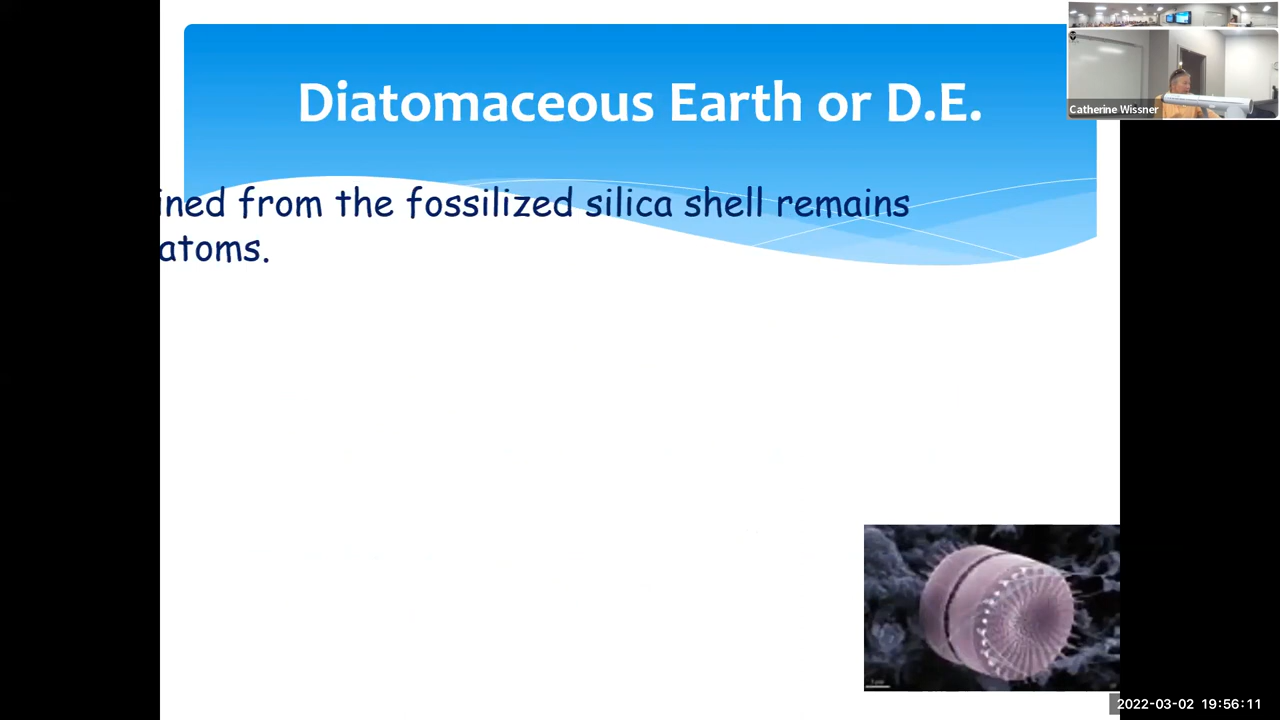 Diatomaceous Earth or D.E.
ined from the fossilized silica shell remains
atoms.
Catherine Wissner
2022-03-02 19:56:11